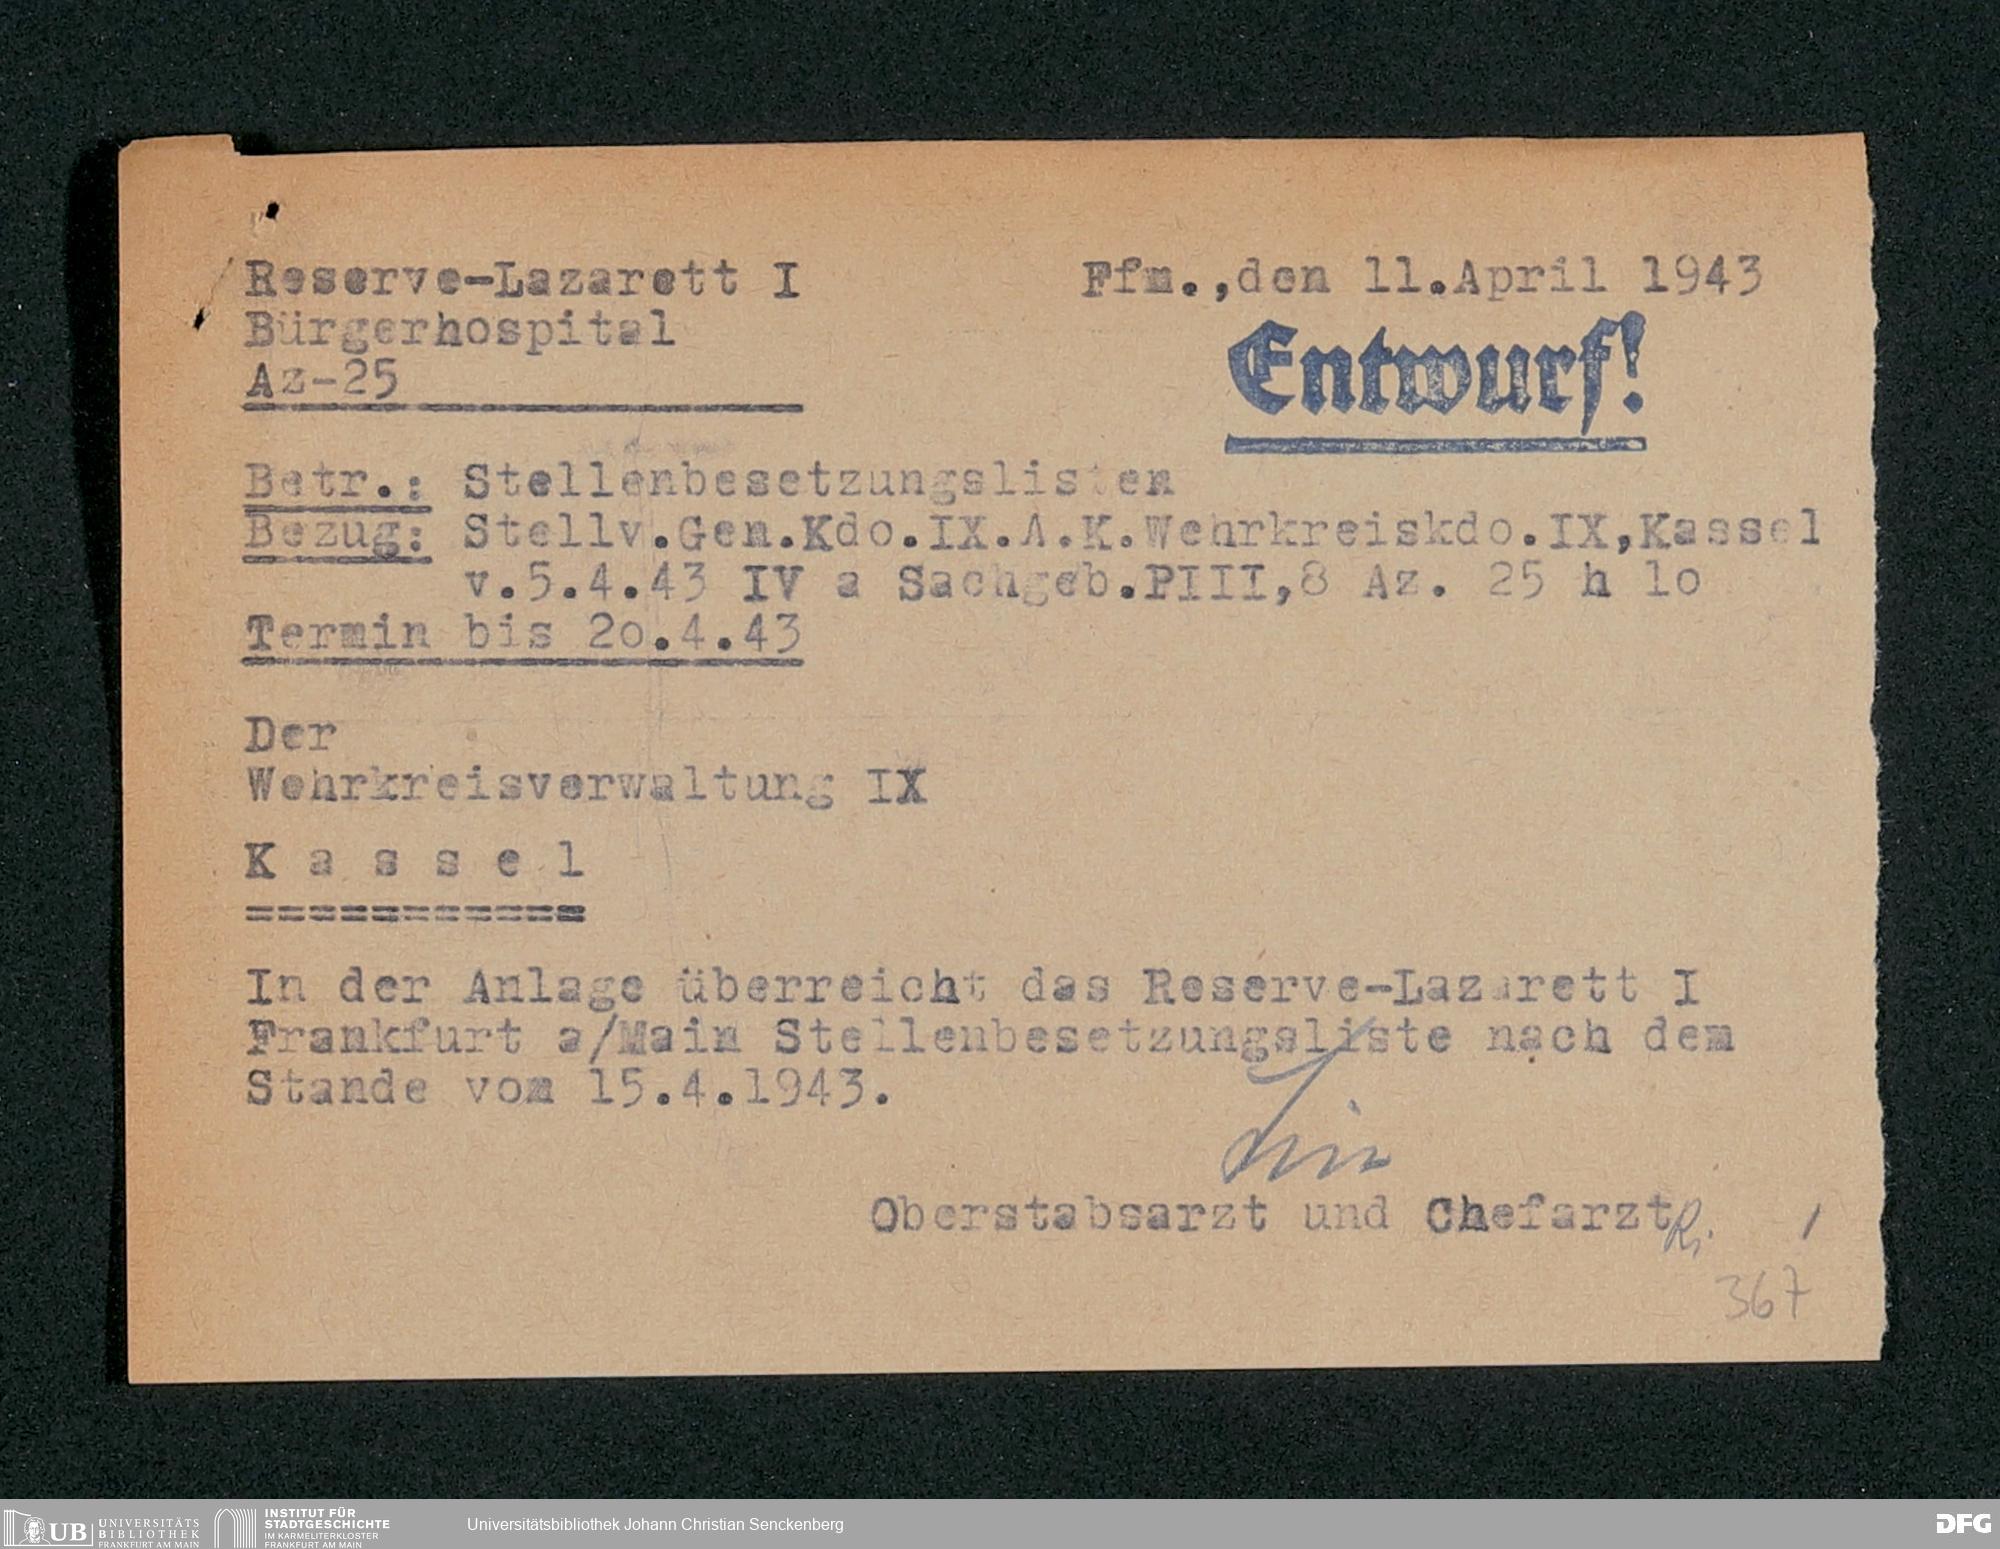 Reserve-Lazarett I
Ffm.,den 11.April 1943
Bürgerhospital
Entwurf!
Az-25
Betr.: Stellenbesetzungslisten
Bezug: Stellv.Gen.Kdo.IX.A.K.Wehrkreiskdo.IX,Kassel
v.5.4.43 IV a Sachgeb.PIII,8 Az. 25 h lo
Termin bis 2o.4.43
Der
Wehrkreisverwaltung IX
K a s s e l
===========
In der Anlage überreicht das Reserve-Lazarett I
Frankfurt a/Main Stellenbesetzungsliste nach dem
Stande vom 15.4.1943.
Oberstabsarzt und Chefarzt
367
UB UNIVERSITÄTS
BIBLIOTHEK
FRANKFURT AM MAIN
INSTITUT FÜR
STADTGESCHICHTE
IM KARMELITERKLOSTER
FRANKFURT AM MAIN
Universitätsbibliothek Johann Christian Senckenberg
DFG